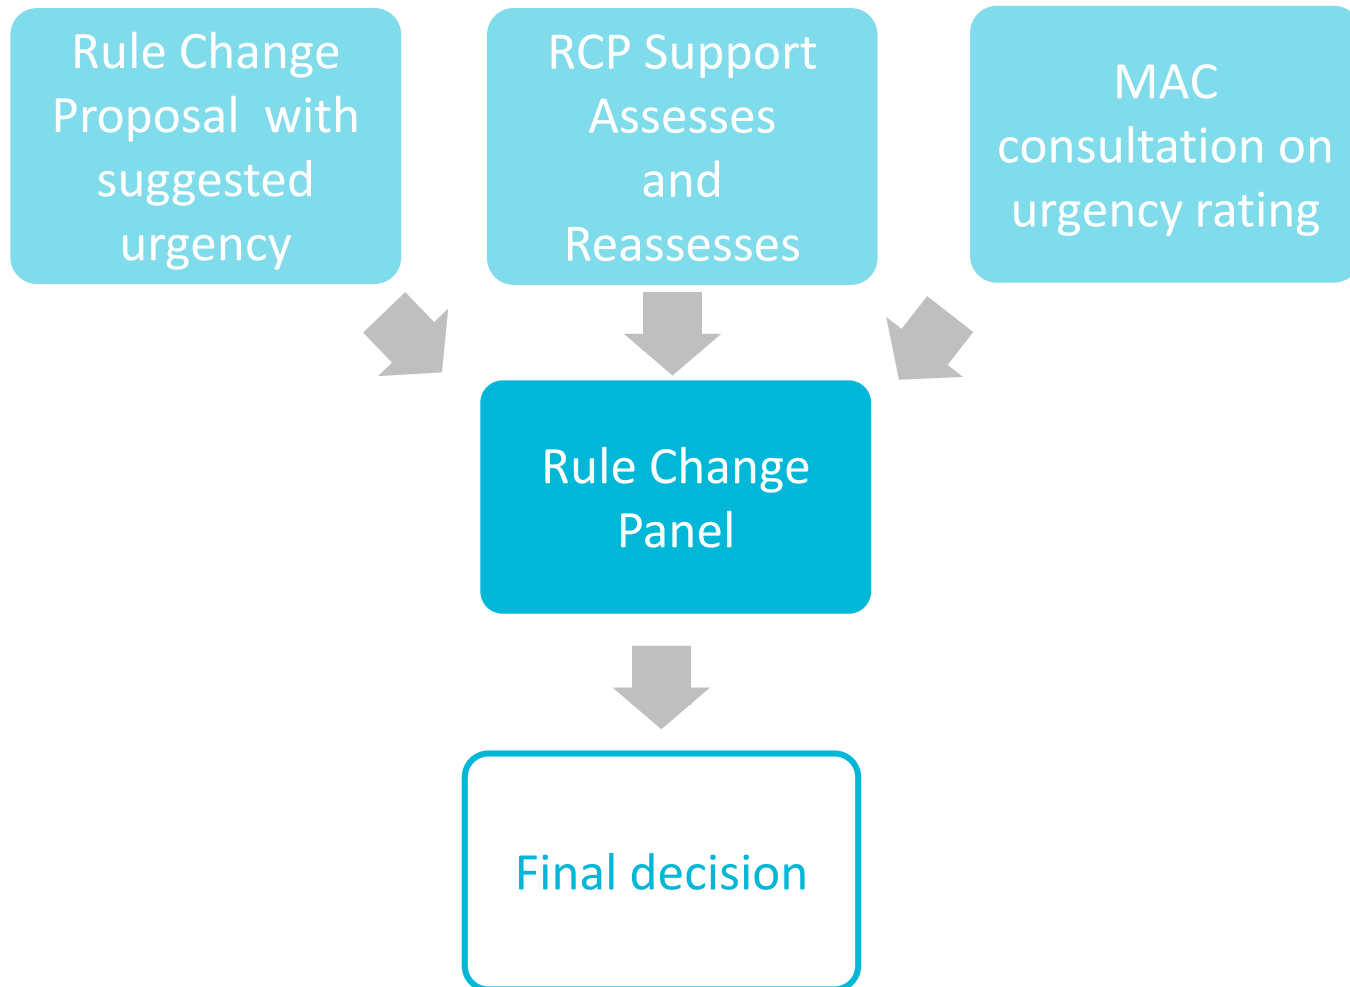 Rule Change
Proposal with
suggested
urgency
RCP Support
Assesses
and
Reassesses
MAC
consultation on
urgency rating
Rule Change
Panel
Final decision